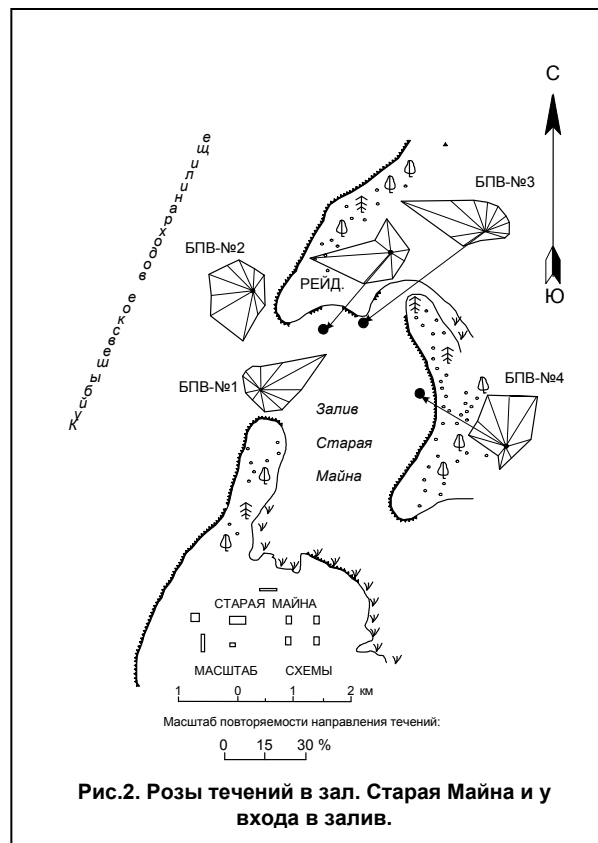 С
Куйбышевское водохранилище
БПВ-№3
БПВ-№2
РЕЙД.
Ю
БПВ-№1
БПВ-№4
Залив
Старая
Майна
СТАРАЯ МАЙНА
МАСШТАБ СХЕМЫ
1 0 1 2 км
Масштаб повторяемости направления течений:
0 15 30 %
Рис.2. Розы течений в зал. Старая Майна и у
входа в залив.